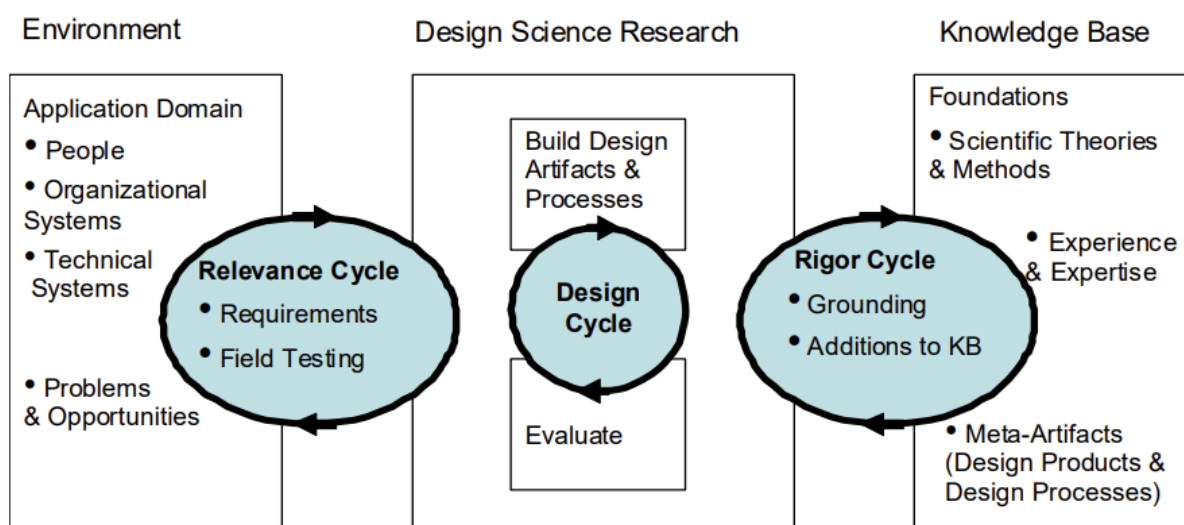 Environment
Design Science Research
Knowledge Base
Application Domain
• People
• Organizational
Systems
• Technical
Systems
• Problems
& Opportunities
Relevance Cycle
• Requirements
• Field Testing
Build Design
Artifacts &
Processes
Design
Cycle
Evaluate
Rigor Cycle
• Grounding
• Additions to KB
Foundations
• Scientific Theories
& Methods
• Experience
& Expertise
• Meta-Artifacts
(Design Products &
Design Processes)